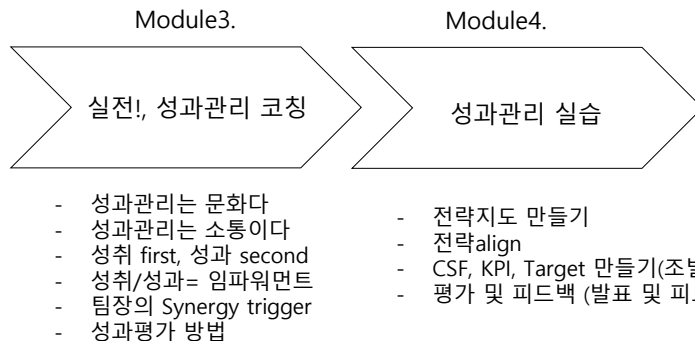 Module3.
실전!, 성과관리 코칭
- 성과관리는 문화다
- 성과관리는 소통이다
- 성취 first, 성과 second
- 성취/성과= 임파워먼트
- 팀장의 Synergy trigger
- 성과평가 방법
Module4.
성과관리 실습
- 전략지도 만들기
- 전략align
- CSF, KPI, Target 만들기(조별
- 평가 및 피드백 (발표 및